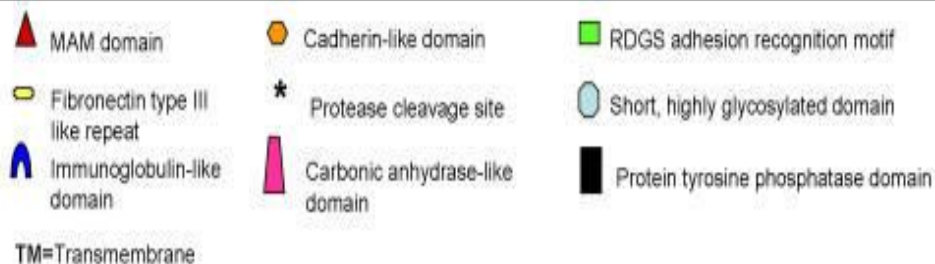 MAM domain
Cadherin-like domain
RDGS adhesion recognition motif
Fibronectin type III
like repeat
* Protease cleavage site
Short, highly glycosylated domain
Immunoglobulin-like
domain
Carbonic anhydrase-like
domain
Protein tyrosine phosphatase domain
TM=Transmembrane